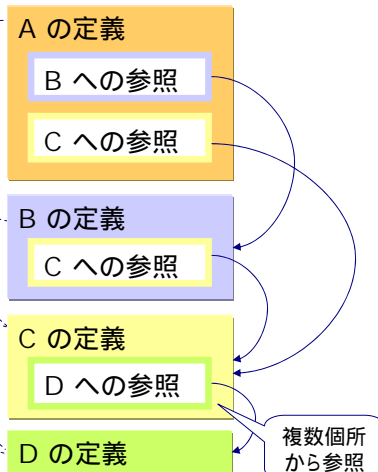 A の定義
B への参照
C への参照
B の定義
C への参照
C の定義
D への参照
複数個所
から参照
D の定義